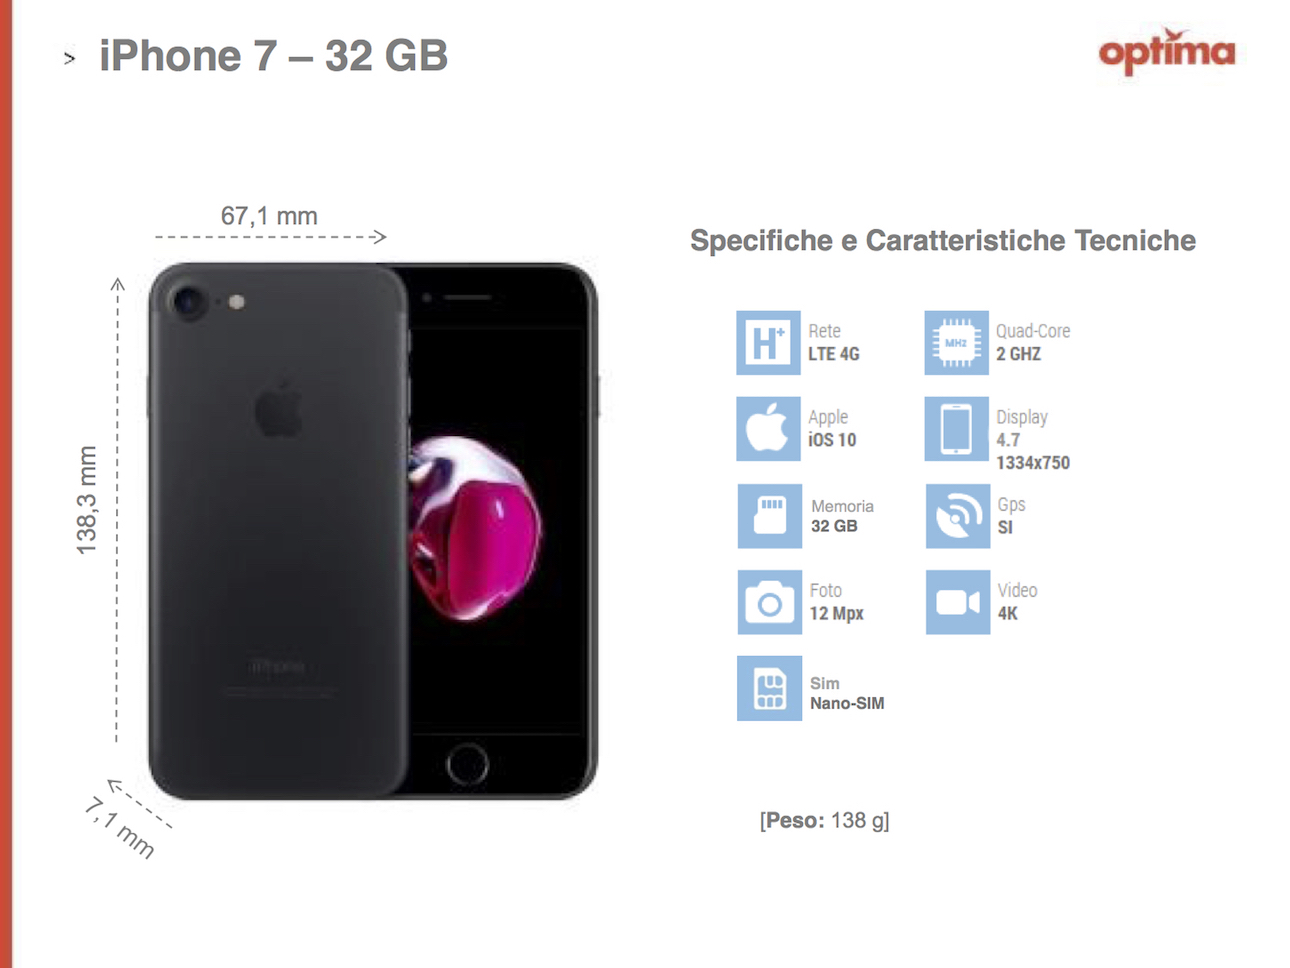 > iPhone 7 – 32 GB
optima
67,1 mm
138,3 mm
7,1 mm
iPhone
Specifiche e Caratteristiche Tecniche
H+
Rete
LTE 4G
MHz
Quad-Core
2 GHZ
Apple
iOS 10
Display
4.7
1334x750
Memoria
32 GB
Gps
SI
Foto
12 Mpx
Video
4K
Sim
Nano-SIM
[Peso: 138 g]